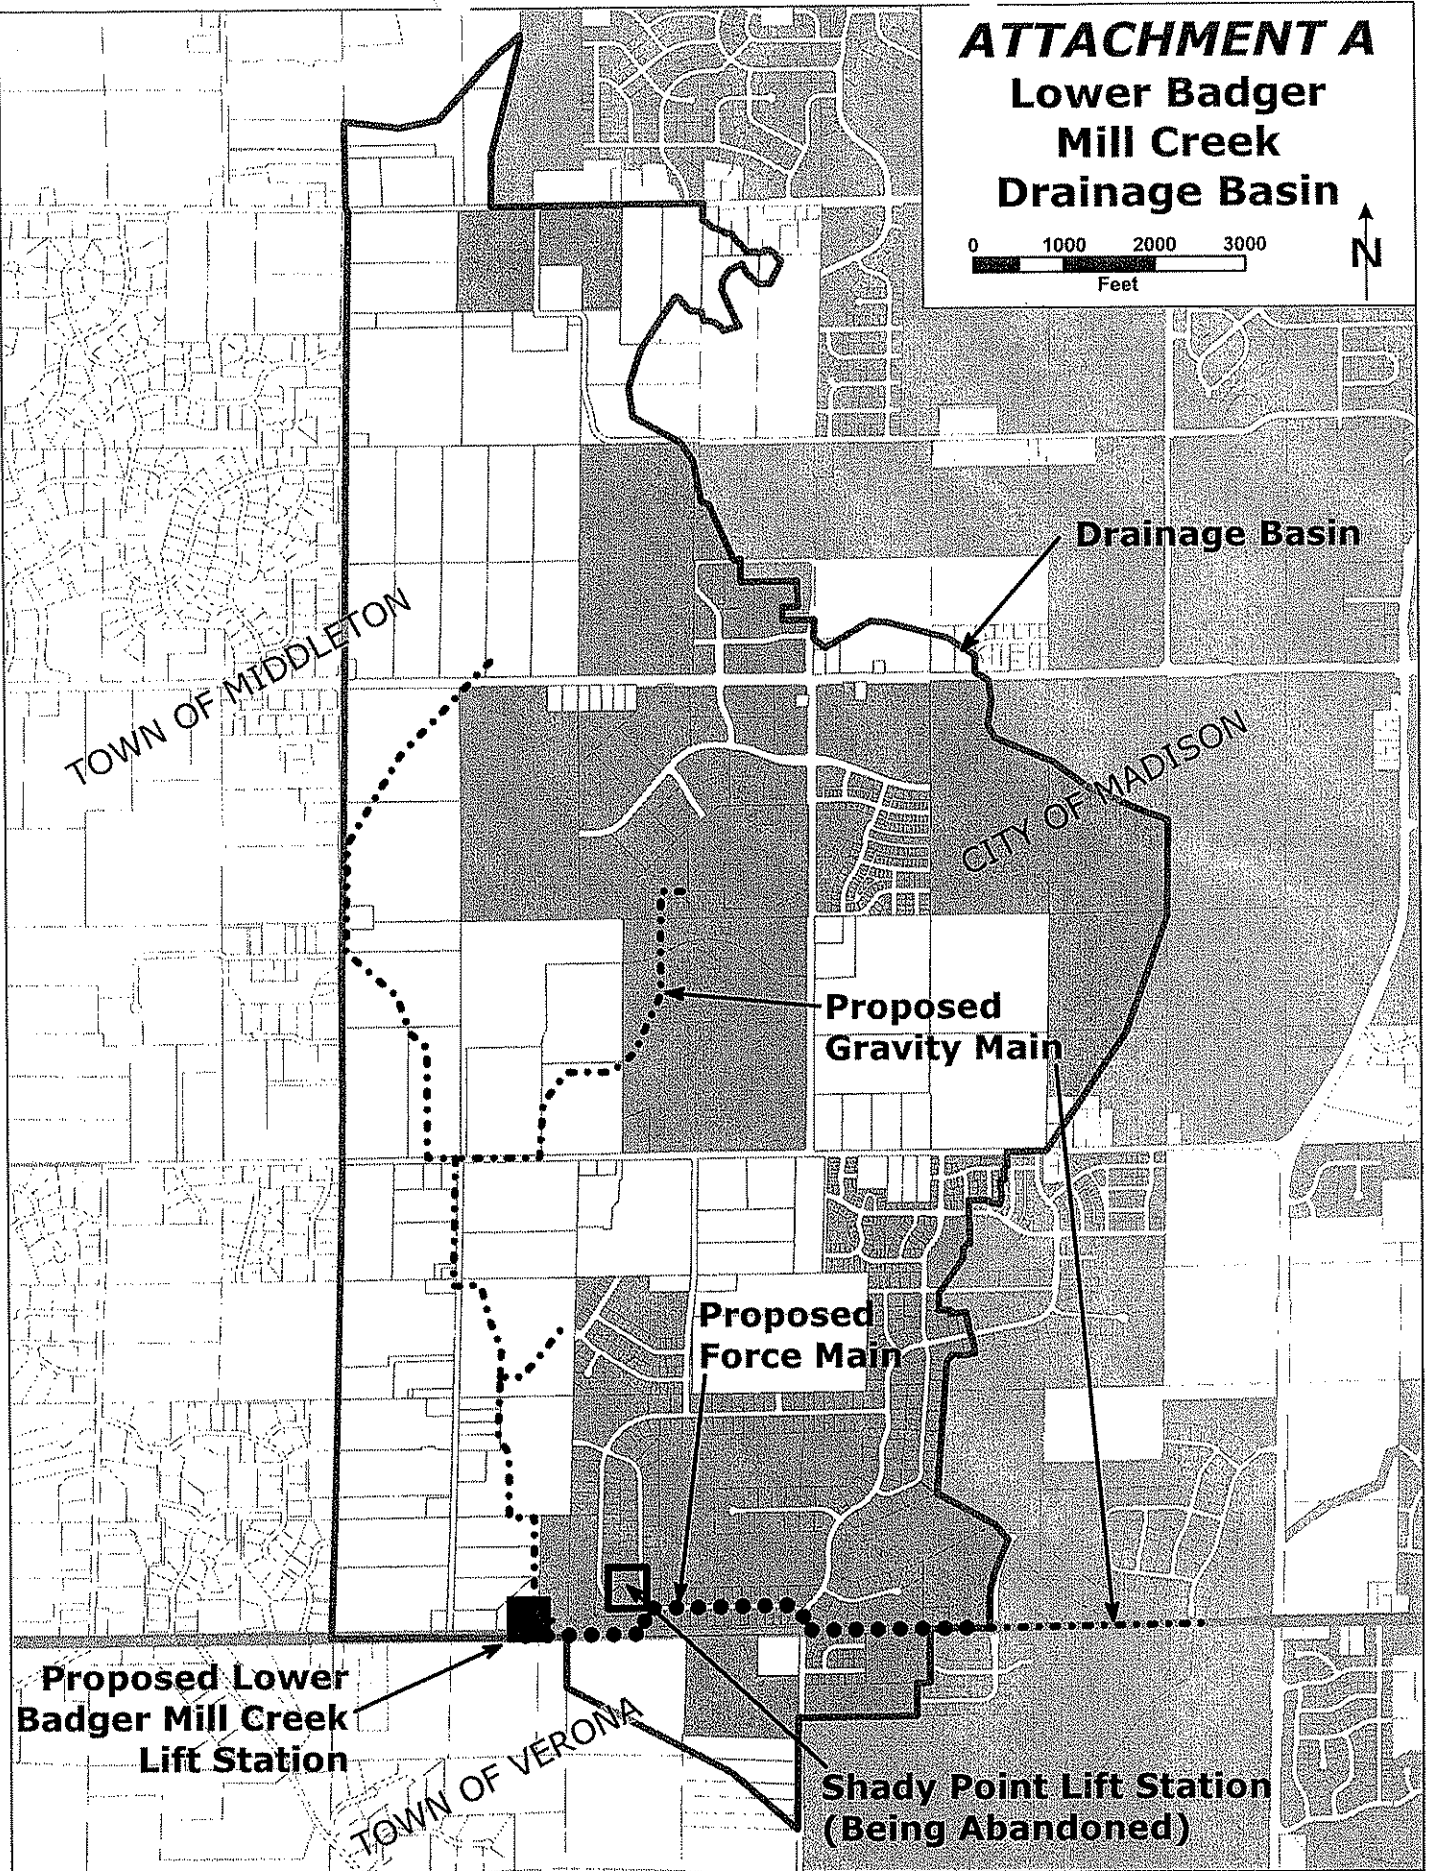 ATTACHMENT A
Lower Badger
Mill Creek
Drainage Basin
0 1000 2000 3000
Feet
N
Drainage Basin
TOWN OF MIDDLETON
CITY OF MADISON
Proposed
Gravity Main
Proposed
Force Main
Proposed Lower
Badger Mill Creek
Lift Station
TOWN OF VERONA
Shady Point Lift Station
(Being Abandoned)